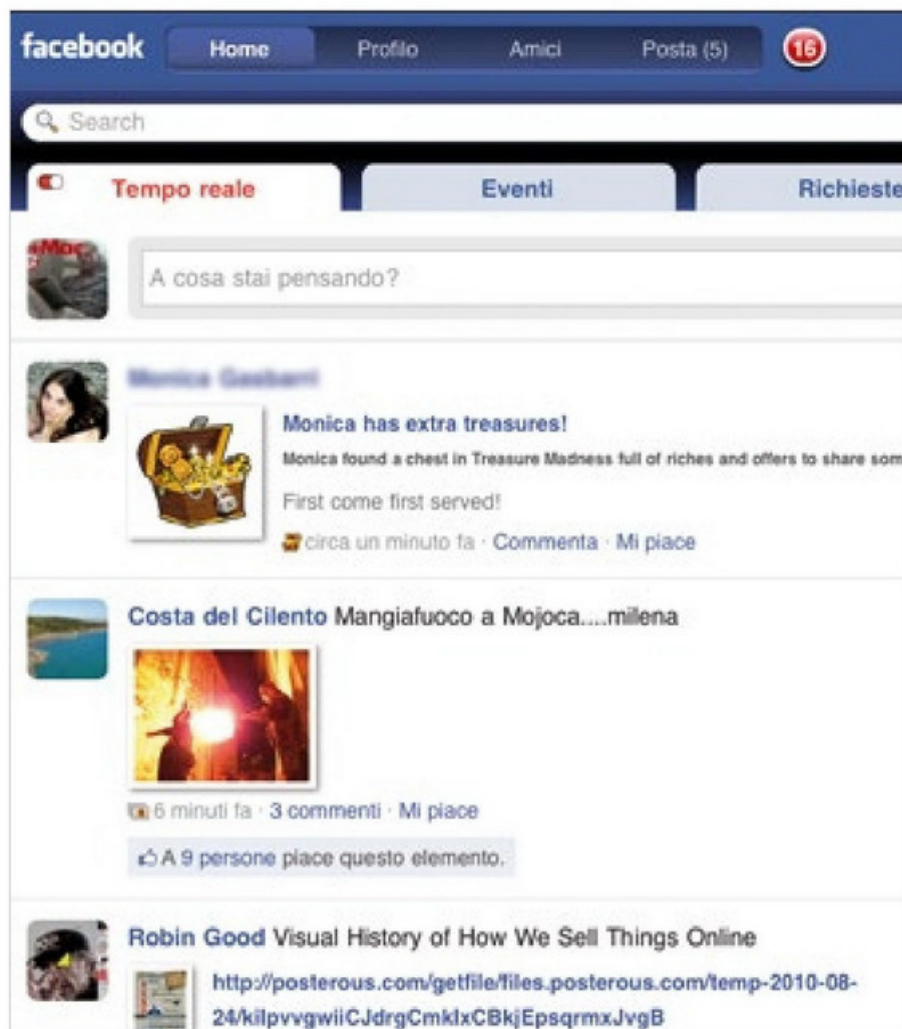 facebook Home Profilo Amici Posta (5) 16
Search
Tempo reale Eventi Richieste
A cosa stai pensando?
Monica has extra treasures!
Monica found a chest in Treasure Madness full of riches and offers to share som
First come first served!
circa un minuto fa · Commenta · Mi piace
Costa del Cilento Mangiafuoco a Mojoca....milena
6 minuti fa · 3 commenti · Mi piace
A 9 persone piace questo elemento.
Robin Good Visual History of How We Sell Things Online
http://posterous.com/getfile/files.posterous.com/temp-2010-08-